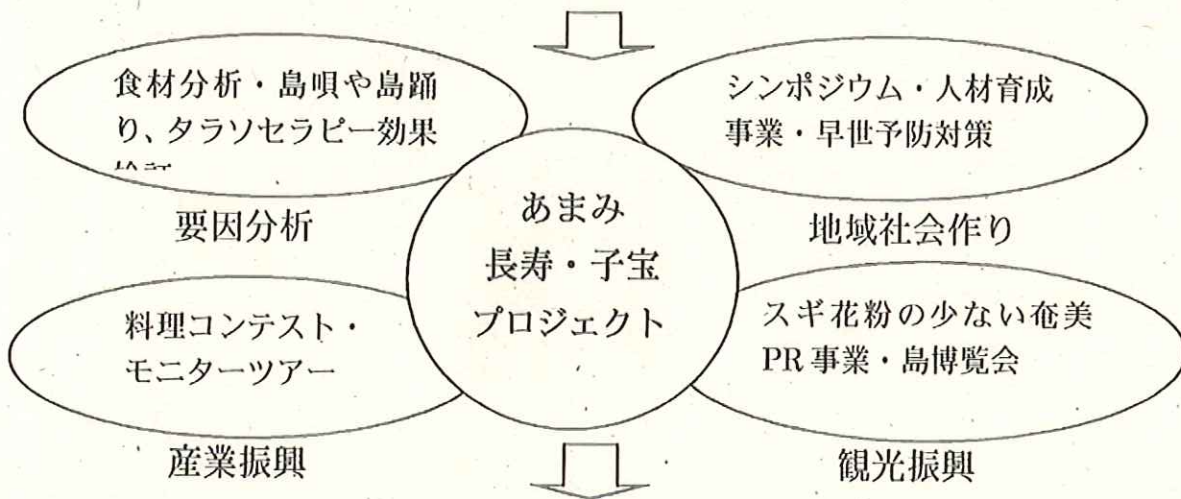 食材分析・島唄や島踊
り、タラソセラピー効果
要因分析
シンポジウム・人材育成
事業・早世予防対策
地域社会作り
あまみ
長寿・子宝
プロジェクト
料理コンテスト・
モニターツアー
産業振興
スギ花粉の少ない奄美
PR事業・島博覧会
観光振興